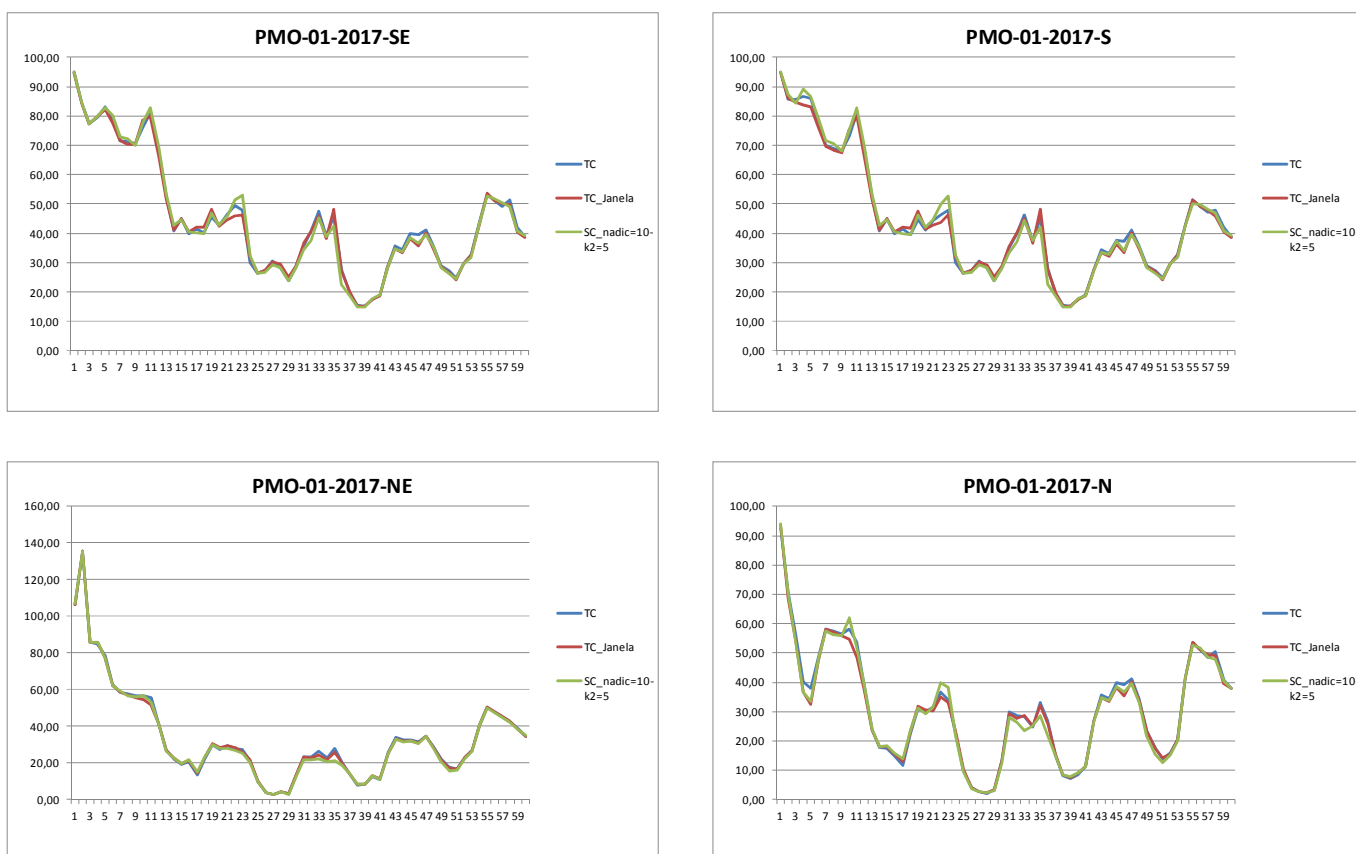 PMO-01-2017-SE
100,00
90,00
80,00
70,00
60,00
50,00
40,00
30,00
20,00
10,00
0,00
1 3 5 7 9 11 13 15 17 19 21 23 25 27 29 31 33 35 37 39 41 43 45 47 49 51 53 55 57 59
TC
TC_Janela
SC_nadic=10-
k2=5
PMO-01-2017-S
100,00
90,00
80,00
70,00
60,00
50,00
40,00
30,00
20,00
10,00
0,00
1 3 5 7 9 11 13 15 17 19 21 23 25 27 29 31 33 35 37 39 41 43 45 47 49 51 53 55 57 59
TC
TC_Janela
SC_nadic=10-
k2=5
PMO-01-2017-NE
160,00
140,00
120,00
100,00
80,00
60,00
40,00
20,00
0,00
1 3 5 7 9 11 13 15 17 19 21 23 25 27 29 31 33 35 37 39 41 43 45 47 49 51 53 55 57 59
TC
TC_Janela
SC_nadic=10-
k2=5
PMO-01-2017-N
100,00
90,00
80,00
70,00
60,00
50,00
40,00
30,00
20,00
10,00
0,00
1 3 5 7 9 11 13 15 17 19 21 23 25 27 29 31 33 35 37 39 41 43 45 47 49 51 53 55 57 59
TC
TC_Janela
SC_nadic=10-
k2=5